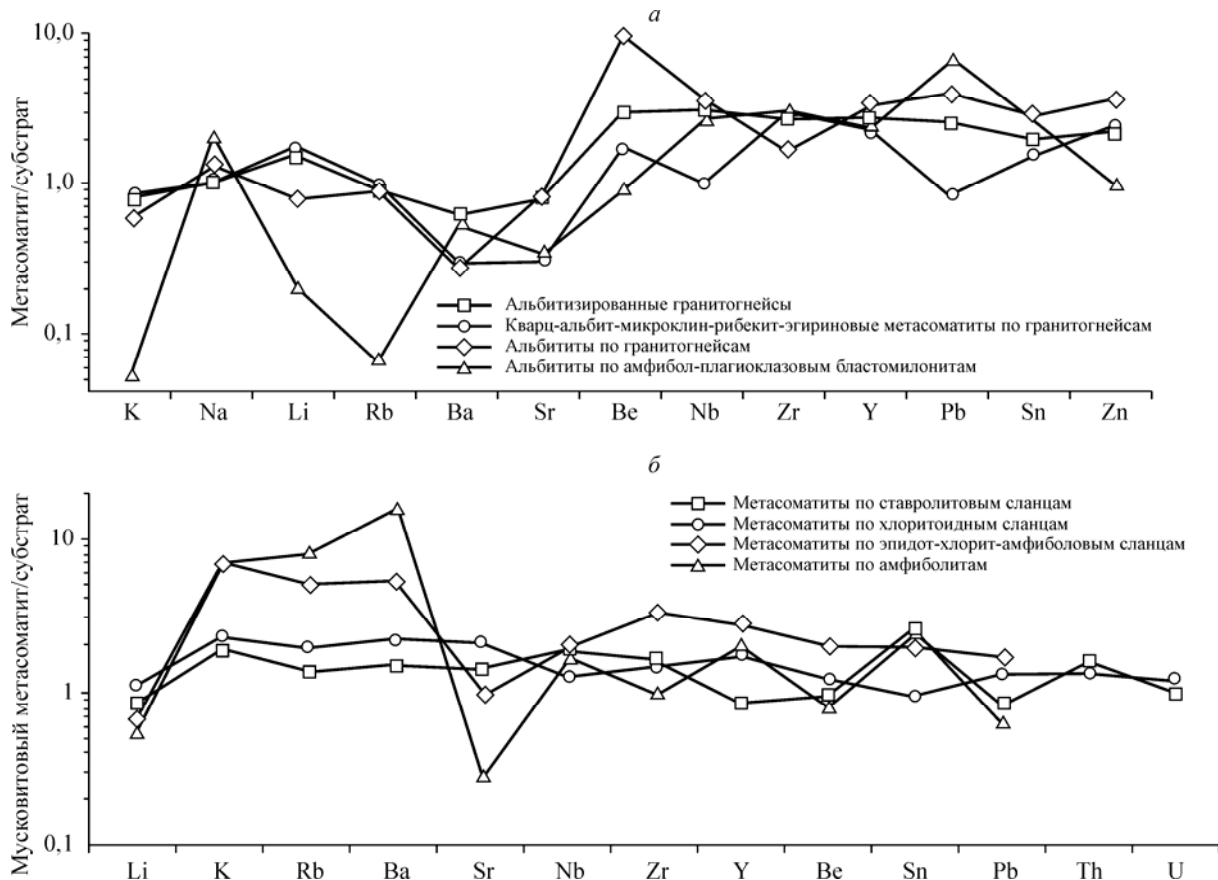 а
Метасоматит/субстрат
10,0
1,0
0,1
Альбитизированные гранитогнейсы
Кварц-альбит-микроклин-рибекит-эгириновые метасоматиты по гранитогнейсам
Альбититы по гранитогнейсам
Альбититы по амфибол-плагиоклазовым бластомилонитам
K Na Li Rb Ba Sr Be Nb Zr Y Pb Sn Zn
б
Мусковитовый метасоматит/субстрат
10
1
0,1
Метасоматиты по ставролитовым сланцам
Метасоматиты по хлоритоидным сланцам
Метасоматиты по эпидот-хлорит-амфиболовым сланцам
Метасоматиты по амфиболитам
Li K Rb Ba Sr Nb Zr Y Be Sn Pb Th U